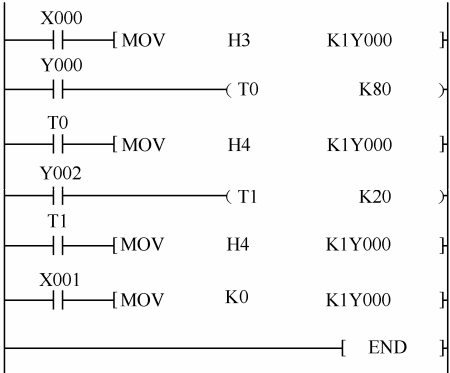 X000
[ MOV H3 K1Y000 ]
Y000
( T0 K80 )
T0
[ MOV H4 K1Y000 ]
Y002
( T1 K20 )
T1
[ MOV H4 K1Y000 ]
X001
[ MOV K0 K1Y000 ]
[ END ]